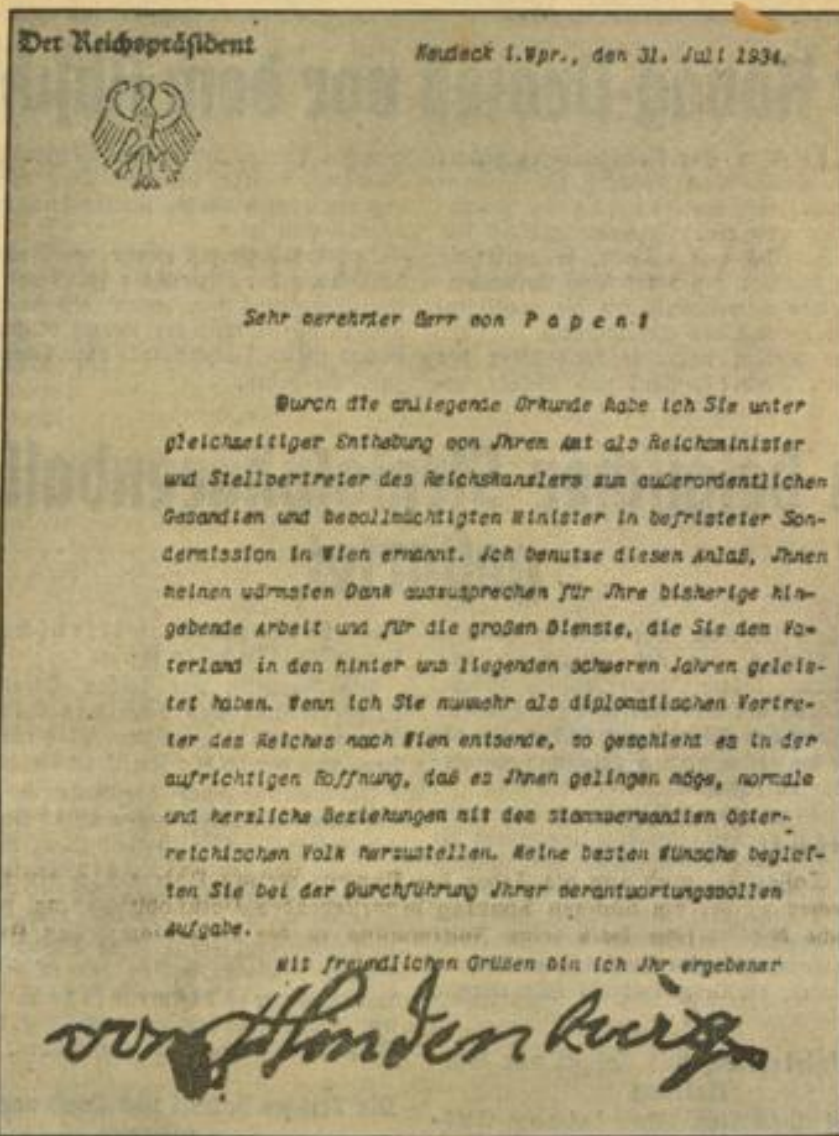 Der Reichspräsident
Neudeck i.Wpr., den 31. Juli 1934.
Sehr verehrter Herr von P a p e n !
Durch die anliegende Urkunde habe ich Sie unter
gleichzeitiger Enthebung von Ihrem Amt als Reichsminister
und Stellvertreter des Reichskanzlers zum außerordentlichen
Gesandten und bevollmächtigten Minister in befristeter Son-
dermission in Wien ernannt. Ich benutze diesen Anlaß, Ihnen
meinen wärmsten Dank auszusprechen für Ihre bisherige hin-
gebende Arbeit und für die großen Dienste, die Sie dem Va-
terland in den hinter uns liegenden schweren Jahren geleis-
tet haben. Wenn ich Sie nunmehr als diplomatischen Vertre-
ter des Reiches nach Wien entsende, so geschieht es in der
aufrichtigen Hoffnung, daß es Ihnen gelingen möge, normale
und herzliche Beziehungen mit dem stammverwandten öster-
reichischen Volk herzustellen. Meine besten Wünsche beglei-
ten Sie bei der Durchführung Ihrer verantwortungsvollen
Aufgabe.
Mit freundlichen Grüßen bin ich Ihr ergebener
von Hindenburg